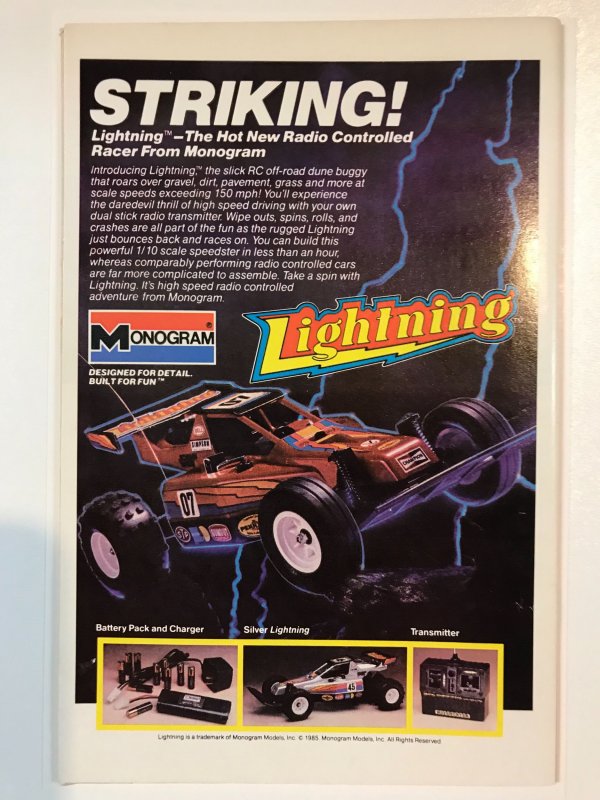 STRIKING!
Lightning™–The Hot New Radio Controlled
Racer From Monogram
Introducing Lightning,™ the slick RC off-road dune buggy
that roars over gravel, dirt, pavement, grass and more at
scale speeds exceeding 150 mph! You'll experience
the daredevil thrill of high speed driving with your own
dual stick radio transmitter. Wipe outs, spins, rolls, and
crashes are all part of the fun as the rugged Lightning
just bounces back and races on. You can build this
powerful 1/10 scale speedster in less than an hour,
whereas comparably performing radio controlled cars
are far more complicated to assemble. Take a spin with
Lightning. It's high speed radio controlled
adventure from Monogram.
MONOGRAM®
DESIGNED FOR DETAIL.
BUILT FOR FUN™
Lightning™
Lightning
07
SIMPSON
CHAMPION
07
STP
Battery Pack and Charger
Silver Lightning
Transmitter
45
Lightning is a trademark of Monogram Models, Inc. © 1985. Monogram Models, Inc. All Rights Reserved.